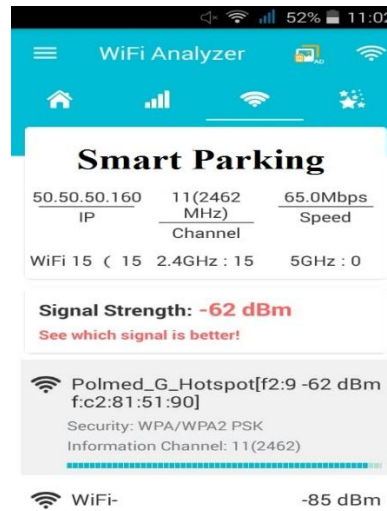 52% 11:02
WiFi Analyzer
AD
Smart Parking
50.50.50.160 11(2462 MHz) 65.0Mbps
IP Channel Speed
WiFi 15 ( 15 2.4GHz : 15 5GHz : 0
Signal Strength: -62 dBm
See which signal is better!
Polmed_G_Hotspot[f2:9 -62 dBm
f:c2:81:51:90]
Security: WPA/WPA2 PSK
Information Channel: 11(2462)
WiFi- -85 dBm